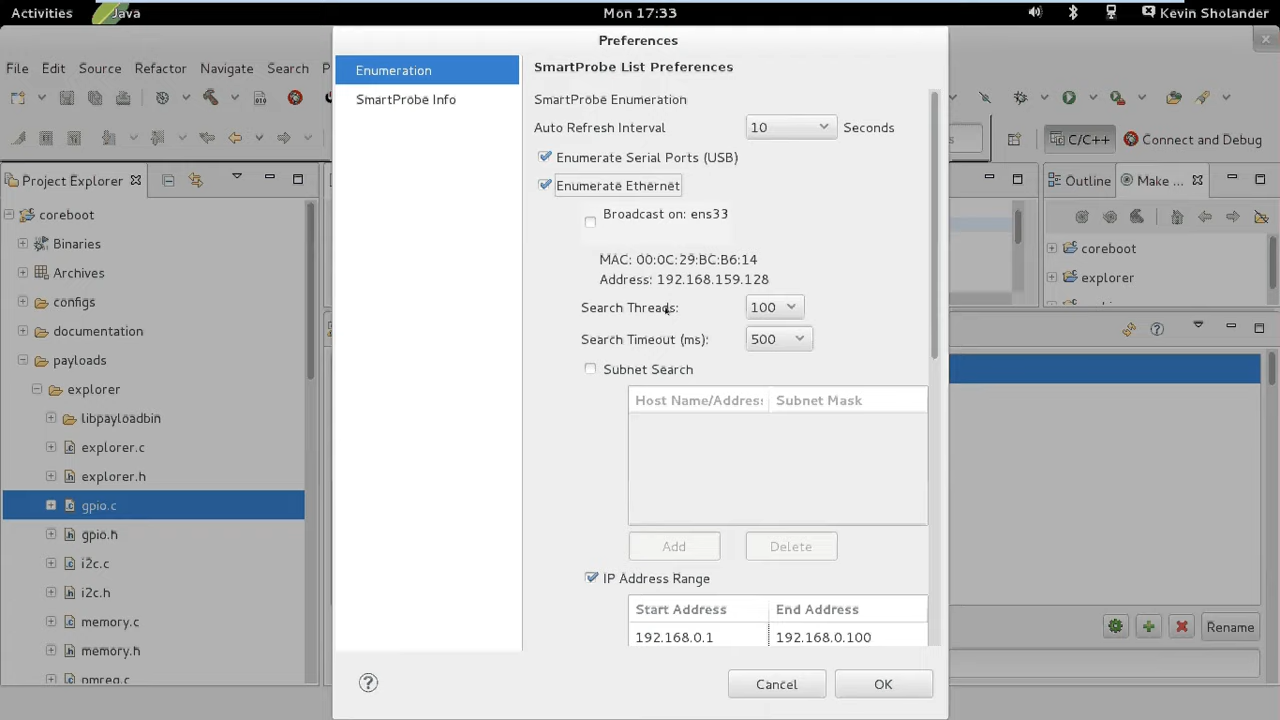 Activities Java Mon 17:33 Kevin Sholander
Preferences
File Edit Source Refactor Navigate Search
Enumeration
SmartProbe Info
SmartProbe List Preferences
SmartProbe Enumeration
Auto Refresh Interval 10 Seconds
Enumerate Serial Ports (USB)
Enumerate Ethernet
Broadcast on: ens33
MAC: 00:0C:29:BC:B6:14
Address: 192.168.159.128
Search Threads: 100
Search Timeout (ms): 500
Subnet Search
Host Name/Address Subnet Mask
Add Delete
IP Address Range
Start Address End Address
192.168.0.1 192.168.0.100
Cancel OK
Project Explorer
coreboot
Binaries
Archives
configs
documentation
payloads
explorer
libpayloadbin
explorer.c
explorer.h
gpio.c
gpio.h
i2c.c
i2c.h
memory.c
memory.h
pmreg.c
C/C++ Connect and Debug
Outline Make ...
coreboot
explorer
Rename